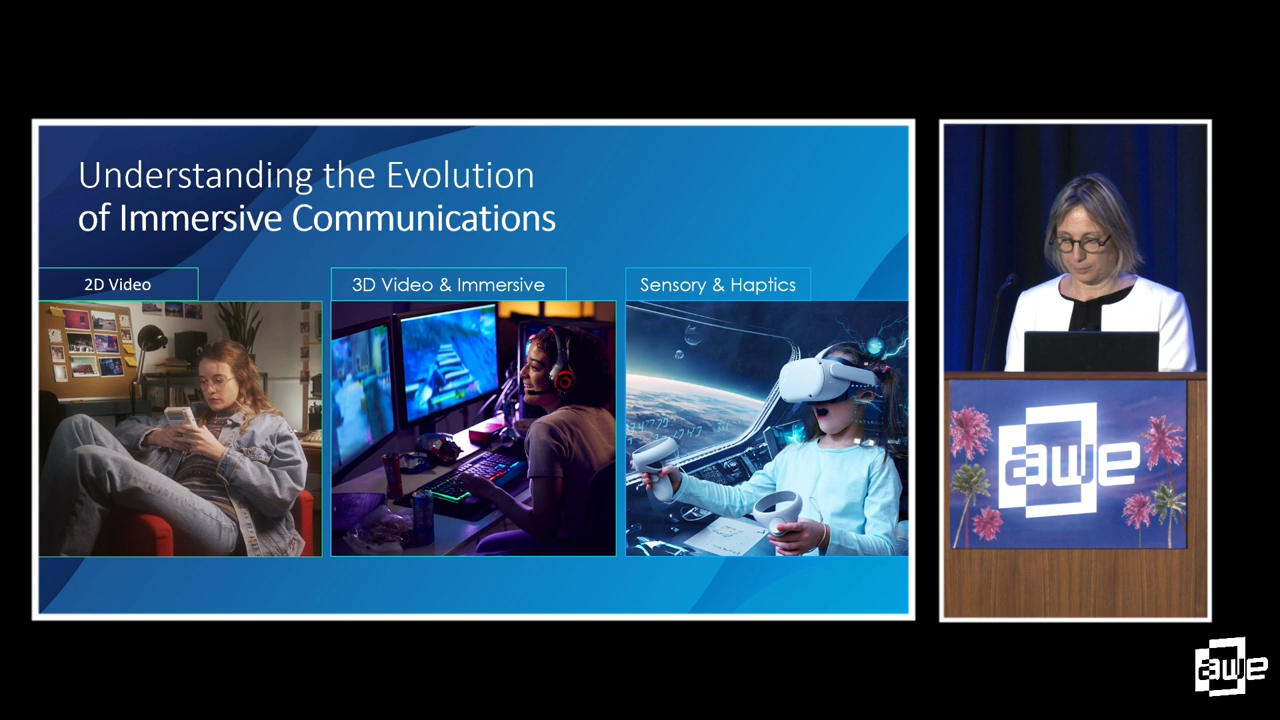 Understanding the Evolution
of Immersive Communications
2D Video
3D Video & Immersive
Sensory & Haptics
awe
awe